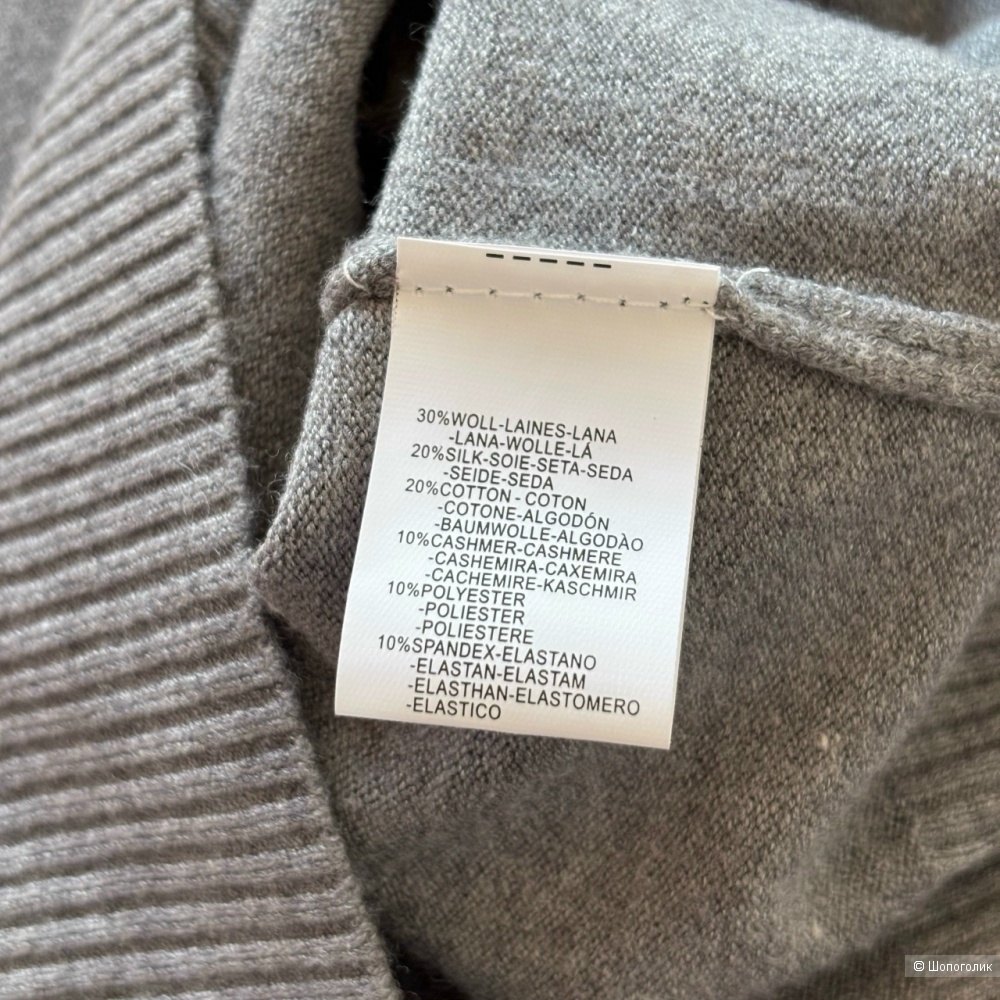 30%WOLL-LAINES-LANA
-LANA-WOLLE-LÁ
20%SILK-SOIE-SETA-SEDA
-SEIDE-SEDA
20%COTTON-COTON
-COTONE-ALGODÓN
-BAUMWOLLE-ALGODÀO
10%CASHMER-CASHMERE
-CASHEMIRA-CAXEMIRA
-CACHEMIRE-KASCHMIR
10%POLYESTER
-POLIESTER
-POLIESTERE
10%SPANDEX-ELASTANO
-ELASTAN-ELASTAM
-ELASTHAN-ELASTOMERO
-ELASTICO
© Шопоголик